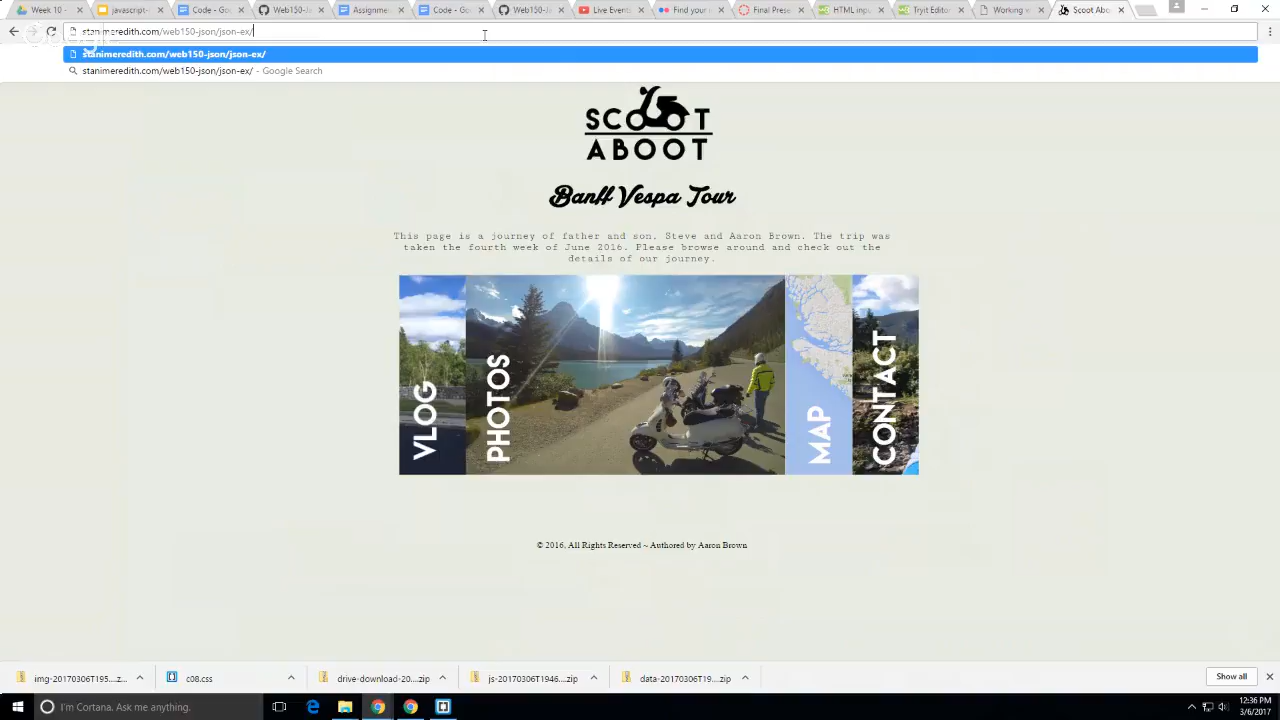 Week 10 -
javascript-
Code - Goo
Web150-Js
Assignme
Code - Goo
Web150-Js
Live Event
Find your
Final Prese
HTML inpu
Tryit Editor
Tryit Editor
Working w
Scoot Abo
stanimeredith.com/web150-json/json-ex/
stanimeredith.com/web150-json/json-ex/
stanimeredith.com/web150-json/json-ex/ - Google Search
SCOOT
ABOOT
Banff Vespa Tour
This page is a journey of father and son, Steve and Aaron Brown. The trip was
taken the fourth week of June 2016. Please browse around and check out the
details of our journey.
VLOG
PHOTOS
MAP
CONTACT
© 2016, All Rights Reserved ~ Authored by Aaron Brown
img-20170306T195....z...
c08.css
drive-download-20....zip
js-20170306T1946....zip
data-20170306T19....zip
Show all
I'm Cortana. Ask me anything.
12:36 PM
3/6/2017